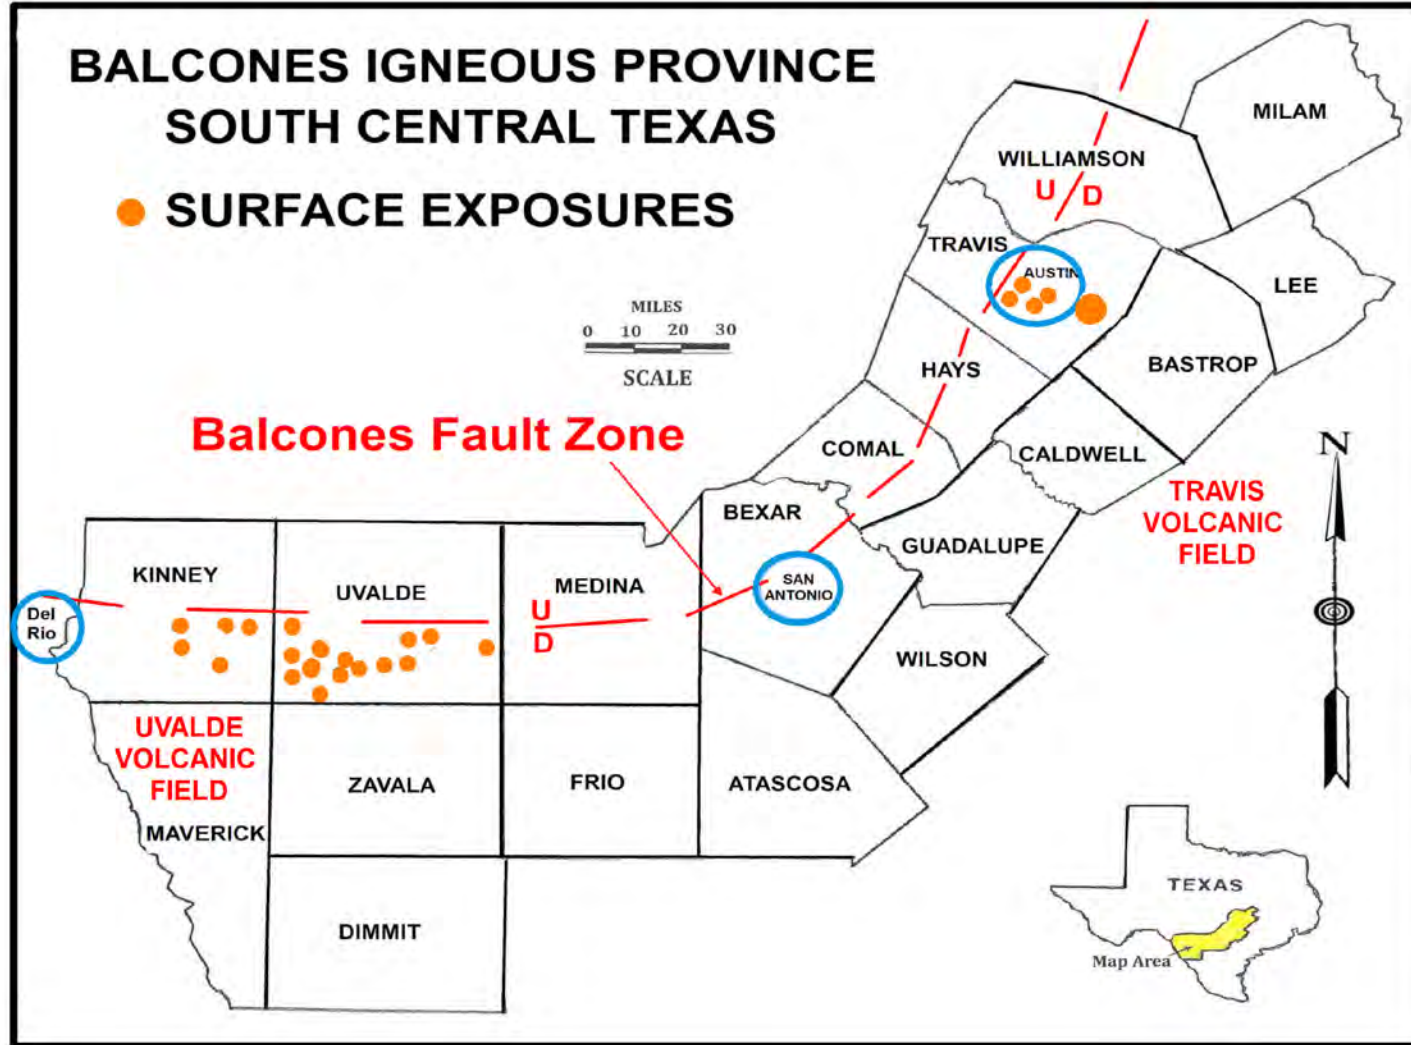 BALCONES IGNEOUS PROVINCE
SOUTH CENTRAL TEXAS
SURFACE EXPOSURES
MILAM
WILLIAMSON
U D
TRAVIS
AUSTIN
LEE
MILES
0 10 20 30
SCALE
HAYS
BASTROP
Balcones Fault Zone
COMAL
CALDWELL
N
TRAVIS
VOLCANIC
FIELD
BEXAR
GUADALUPE
KINNEY
UVALDE
MEDINA
SAN
ANTONIO
Del
Rio
U
D
WILSON
UVALDE
VOLCANIC
FIELD
ZAVALA
FRIO
ATASCOSA
MAVERICK
TEXAS
DIMMIT
Map Area